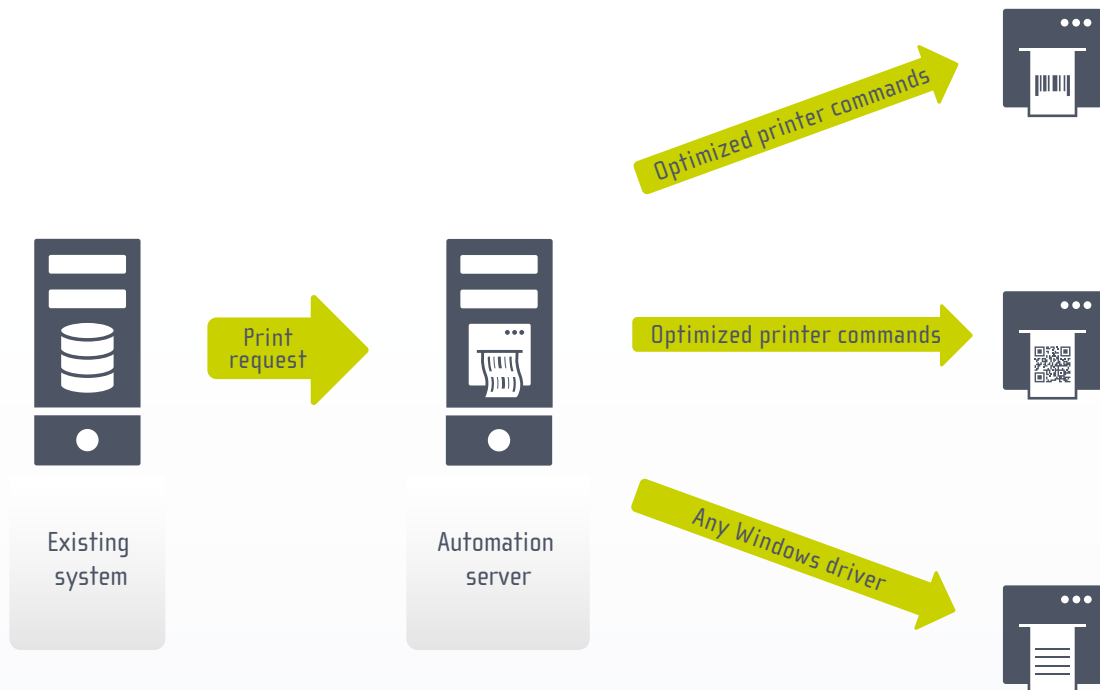 Optimized printer commands
Print
request
Optimized printer commands
Any Windows driver
Existing
system
Automation
server